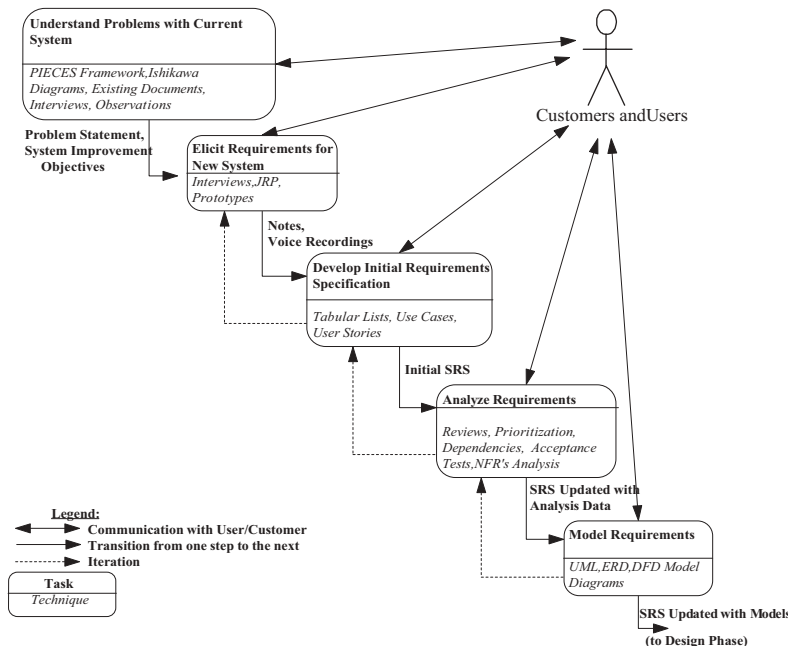 Understand Problems with Current
System
PIECES Framework,Ishikawa
Diagrams, Existing Documents,
Interviews, Observations
Customers andUsers
Problem Statement,
System Improvement
Objectives
Elicit Requirements for
New System
Interviews,JRP,
Prototypes
Notes,
Voice Recordings
Develop Initial Requirements
Specification
Tabular Lists, Use Cases,
User Stories
Initial SRS
Analyze Requirements
Reviews, Prioritization,
Dependencies, Acceptance
Tests,NFR's Analysis
SRS Updated with
Analysis Data
Model Requirements
UML,ERD,DFD Model
Diagrams
SRS Updated with Models
(to Design Phase)
Legend:
Communication with User/Customer
Transition from one step to the next
Iteration
Task
Technique